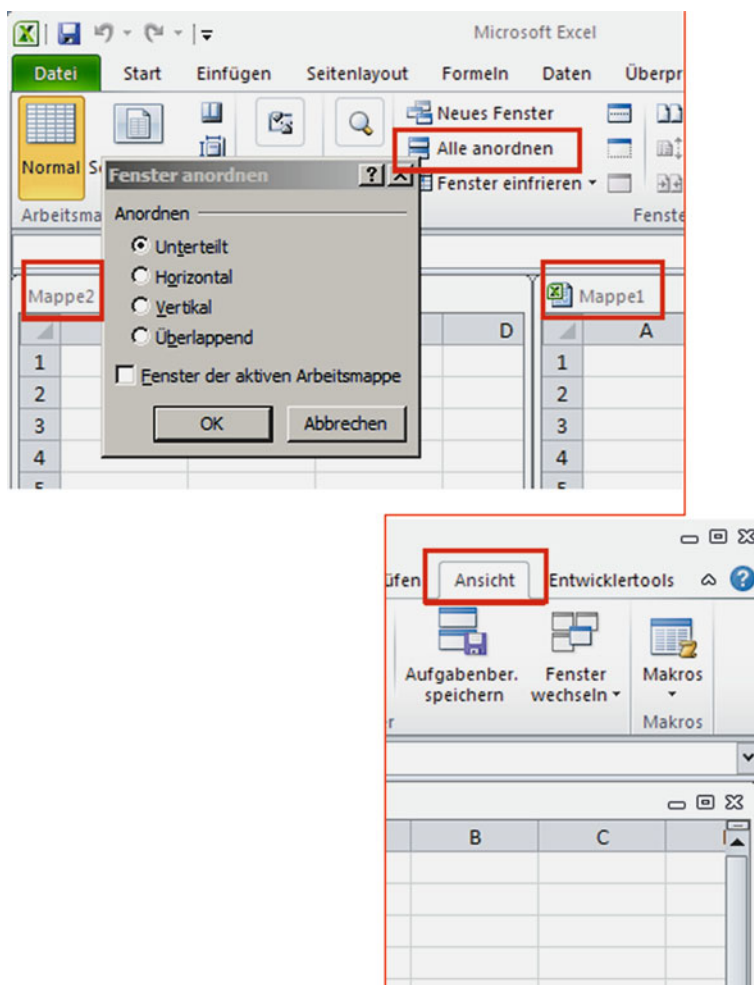 Microsoft Excel
Datei Start Einfügen Seitenlayout Formeln Daten Überpr
Neues Fenster
Alle anordnen
Fenster einfrieren
Normal S
Arbeitsma
Fenste
Fenster anordnen
Anordnen
Unterteilt
Horizontal
Vertikal
Überlappend
Fenster der aktiven Arbeitsmappe
OK Abbrechen
Mappe2
Mappe1
D A
1 1
2 2
3 3
4 4
5 5
üfen Ansicht Entwicklertools
Aufgabenber. speichern
Fenster wechseln
Makros
r
Makros
B C